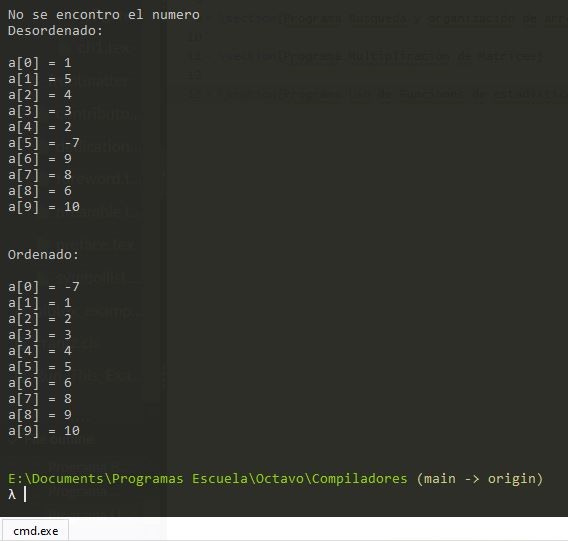 No se encontro el numero
Desordenado:
a[0] = 1
a[1] = 5
a[2] = 4
a[3] = 3
a[4] = 2
a[5] = -7
a[6] = 9
a[7] = 8
a[8] = 6
a[9] = 10
Ordenado:
a[0] = -7
a[1] = 1
a[2] = 2
a[3] = 3
a[4] = 4
a[5] = 5
a[6] = 6
a[7] = 8
a[8] = 9
a[9] = 10
E:\Documents\Programas Escuela\Octavo\Compiladores (main -> origin)
λ
cmd.exe